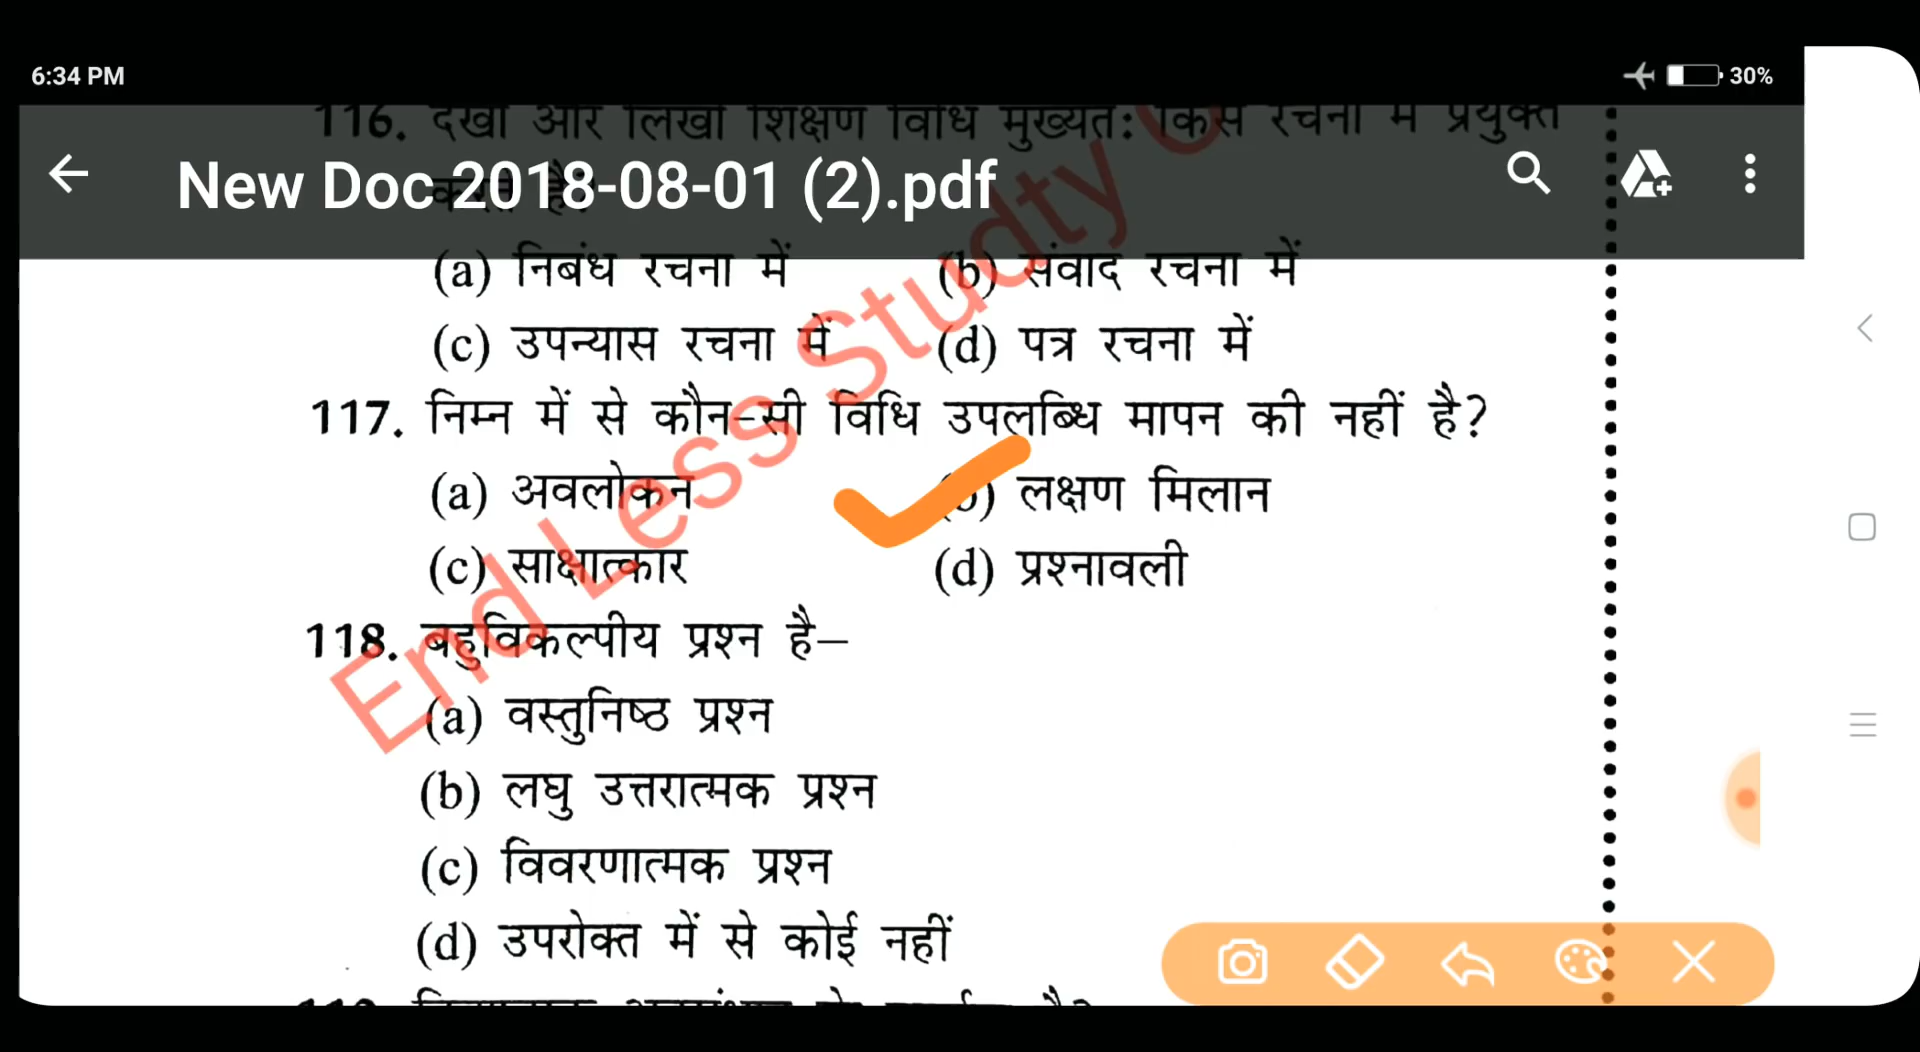 6:34 PM
30%
116. देखो और लिखो शिक्षण विधि मुख्यतः किस रचना में प्रयुक्त
करते हैं?
New Doc 2018-08-01 (2).pdf
(a) निबंध रचना में (b) संवाद रचना में
(c) उपन्यास रचना में (d) पत्र रचना में
117. निम्न में से कौन-सी विधि उपलब्धि मापन की नहीं है?
(a) अवलोकन (b) लक्षण मिलान
(c) साक्षात्कार (d) प्रश्नावली
118. बहुविकल्पीय प्रश्न है–
(a) वस्तुनिष्ठ प्रश्न
(b) लघु उत्तरात्मक प्रश्न
(c) विवरणात्मक प्रश्न
(d) उपरोक्त में से कोई नहीं
End Less Studty